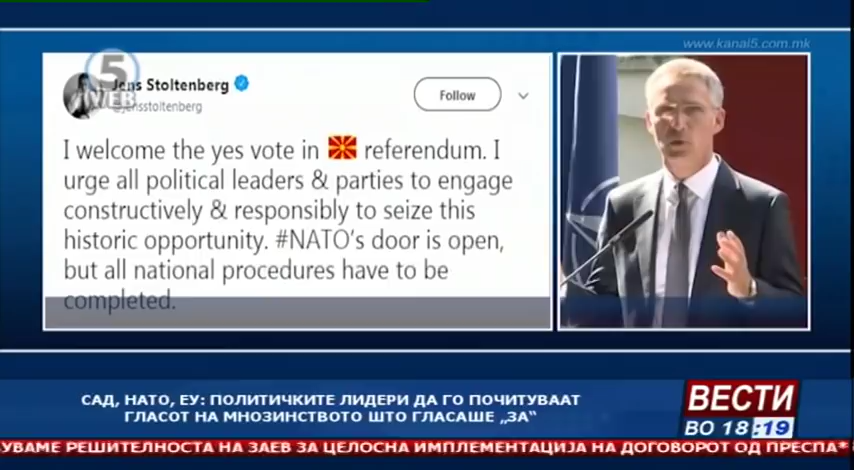 www.kanal5.com.mk
5
WEB
Jens Stoltenberg
@jensstoltenberg
Follow
I welcome the yes vote in 🇲🇰 referendum. I
urge all political leaders & parties to engage
constructively & responsibly to seize this
historic opportunity. #NATO's door is open,
but all national procedures have to be
completed.
САД, НАТО, ЕУ: ПОЛИТИЧКИТЕ ЛИДЕРИ ДА ГО ПОЧИТУВААТ
ГЛАСОТ НА МНОЗИНСТВОТО ШТО ГЛАСАШЕ „ЗА“
ВЕСТИ
ВО 18:19
УВАМЕ РЕШИТЕЛНОСТА НА ЗАЕВ ЗА ЦЕЛОСНА ИМПЛЕМЕНТАЦИЈА НА ДОГОВОРОТ ОД ПРЕСПА*